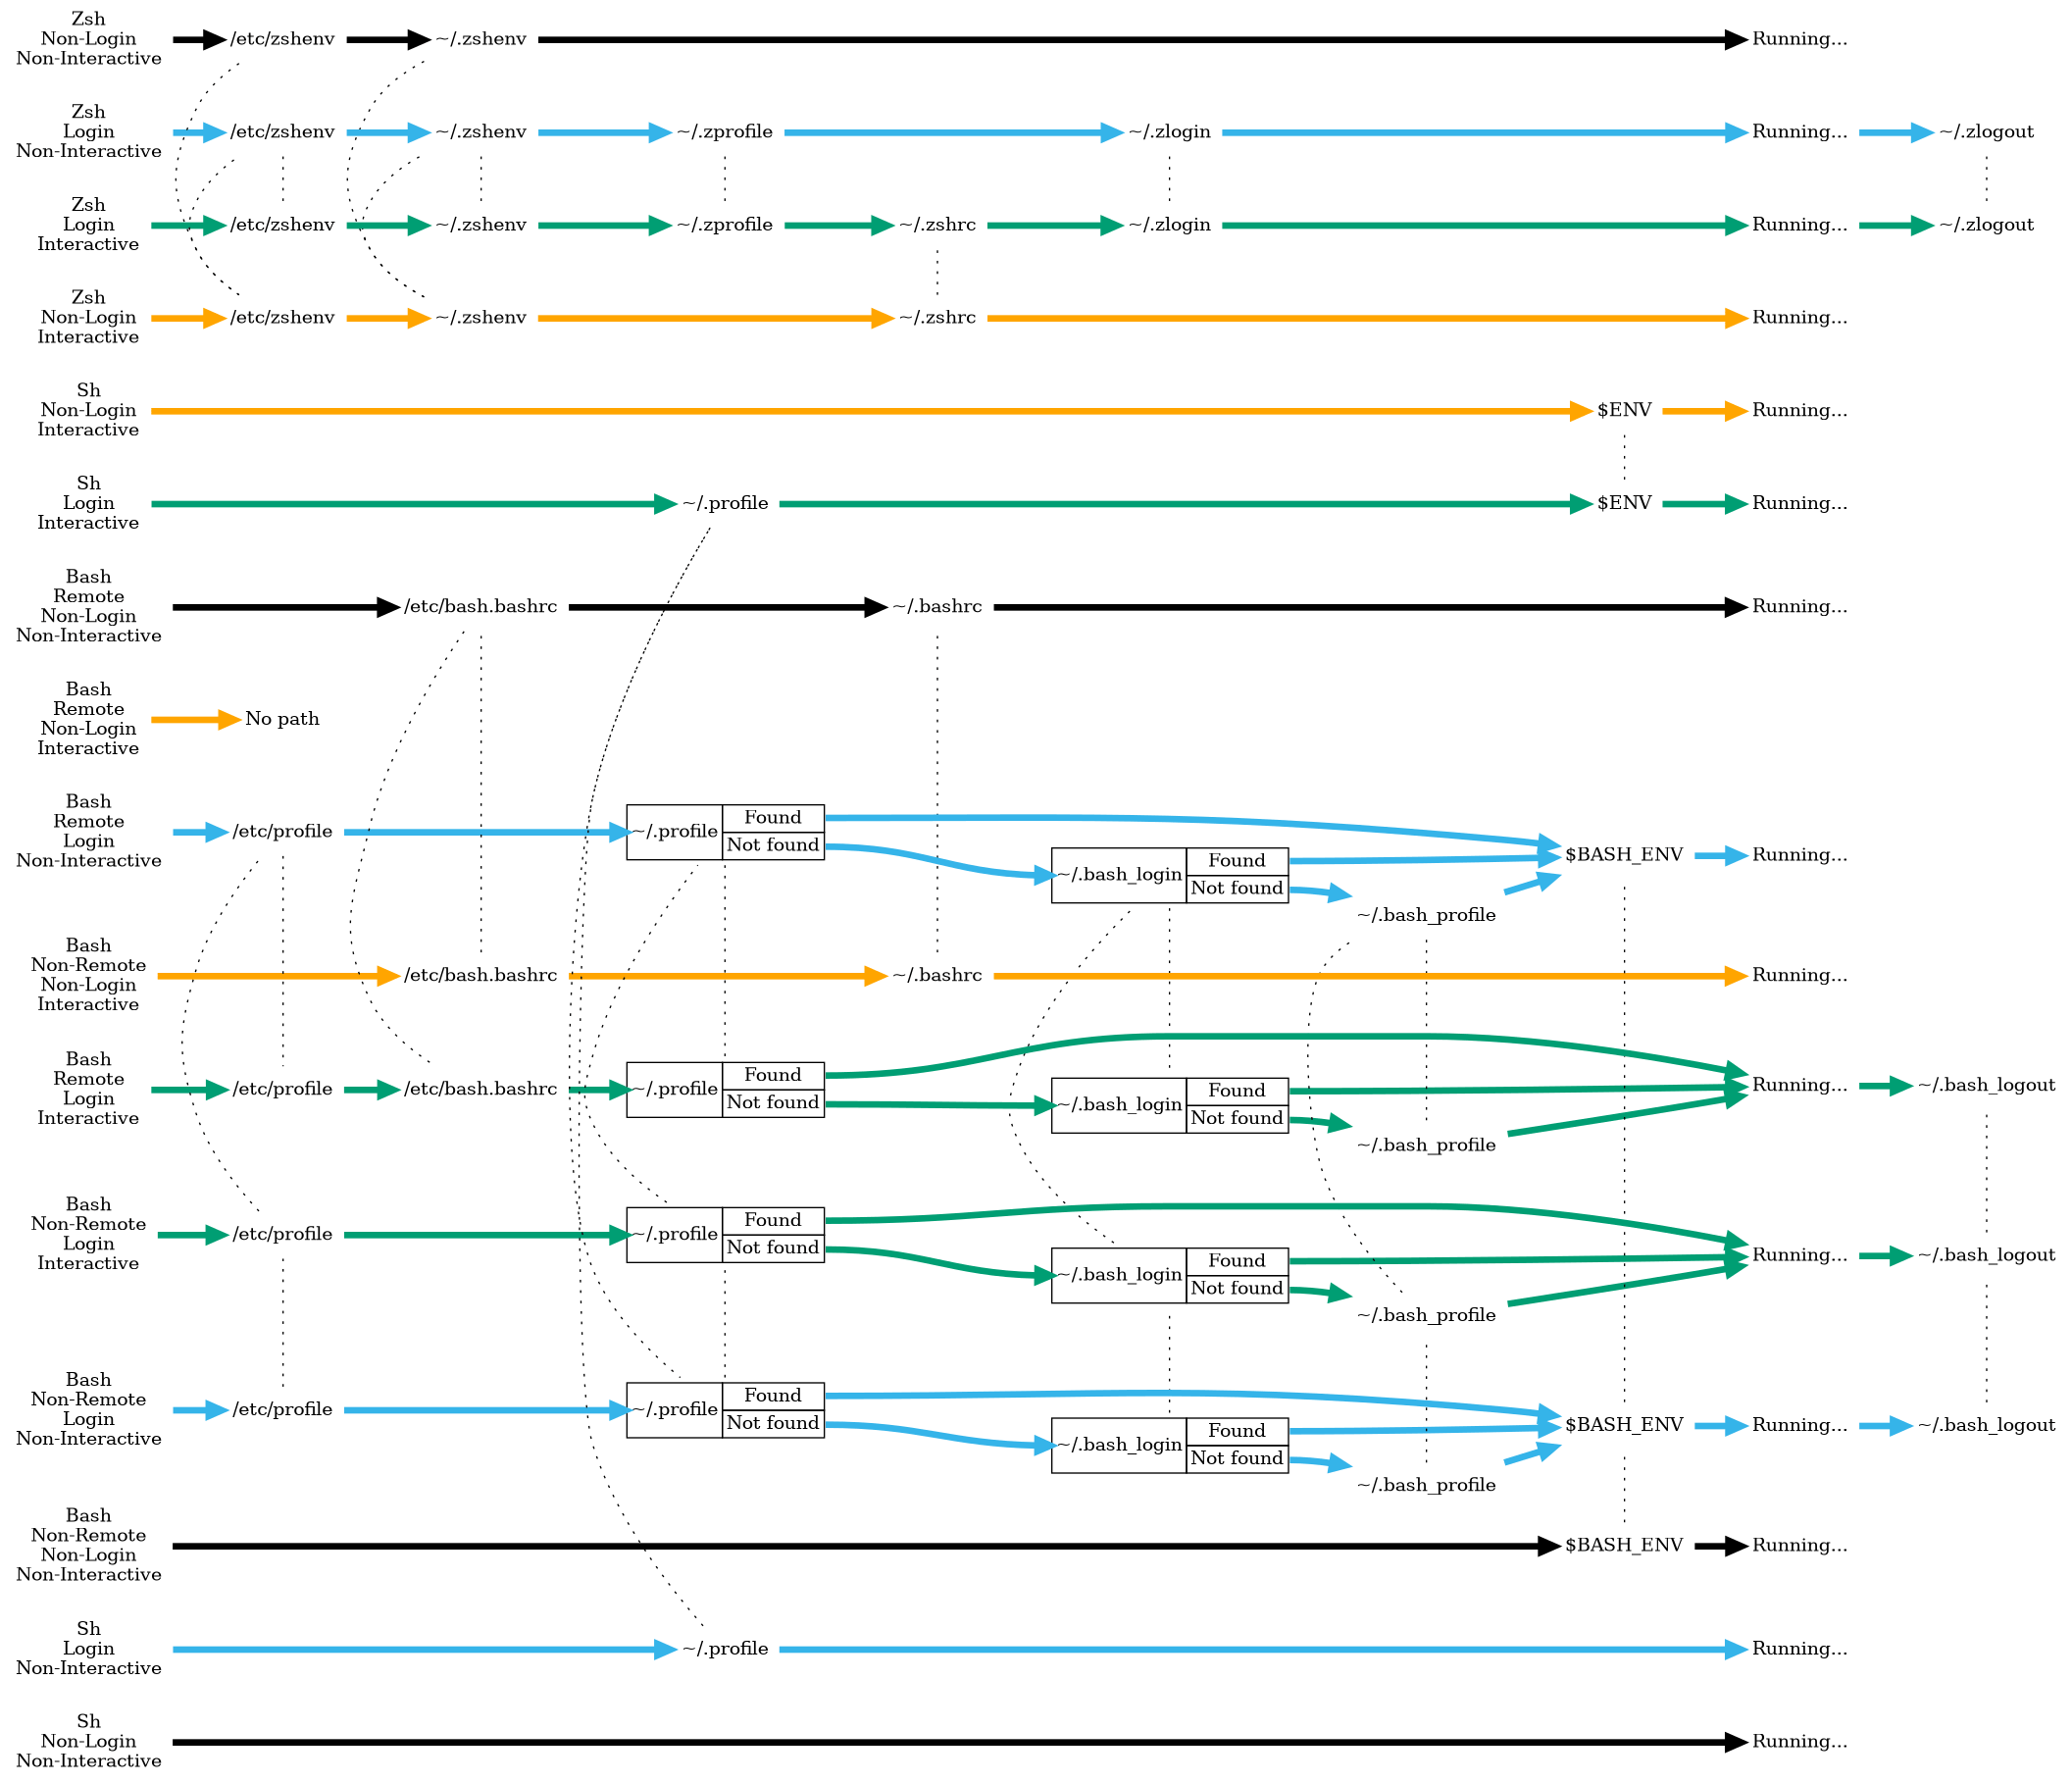 Zsh
Non-Login
Non-Interactive
/etc/zshenv
~/.zshenv
Running...
Zsh
Login
Non-Interactive
/etc/zshenv
~/.zshenv
~/.zprofile
~/.zlogin
Running...
~/.zlogout
Zsh
Login
Interactive
/etc/zshenv
~/.zshenv
~/.zprofile
~/.zshrc
~/.zlogin
Running...
~/.zlogout
Zsh
Non-Login
Interactive
/etc/zshenv
~/.zshenv
~/.zshrc
Running...
Sh
Non-Login
Interactive
$ENV
Running...
Sh
Login
Interactive
~/.profile
$ENV
Running...
Bash
Remote
Non-Login
Non-Interactive
/etc/bash.bashrc
~/.bashrc
Running...
Bash
Remote
Non-Login
Interactive
No path
Bash
Remote
Login
Non-Interactive
/etc/profile
~/.profile
Found
Not found
~/.bash_login
Found
Not found
~/.bash_profile
$BASH_ENV
Running...
Bash
Non-Remote
Non-Login
Interactive
/etc/bash.bashrc
~/.bashrc
Running...
Bash
Remote
Login
Interactive
/etc/profile
/etc/bash.bashrc
~/.profile
Found
Not found
~/.bash_login
Found
Not found
~/.bash_profile
Running...
~/.bash_logout
Bash
Non-Remote
Login
Interactive
/etc/profile
~/.profile
Found
Not found
~/.bash_login
Found
Not found
~/.bash_profile
Running...
~/.bash_logout
Bash
Non-Remote
Login
Non-Interactive
/etc/profile
~/.profile
Found
Not found
~/.bash_login
Found
Not found
~/.bash_profile
$BASH_ENV
Running...
~/.bash_logout
Bash
Non-Remote
Non-Login
Non-Interactive
$BASH_ENV
Running...
Sh
Login
Non-Interactive
~/.profile
Running...
Sh
Non-Login
Non-Interactive
Running...